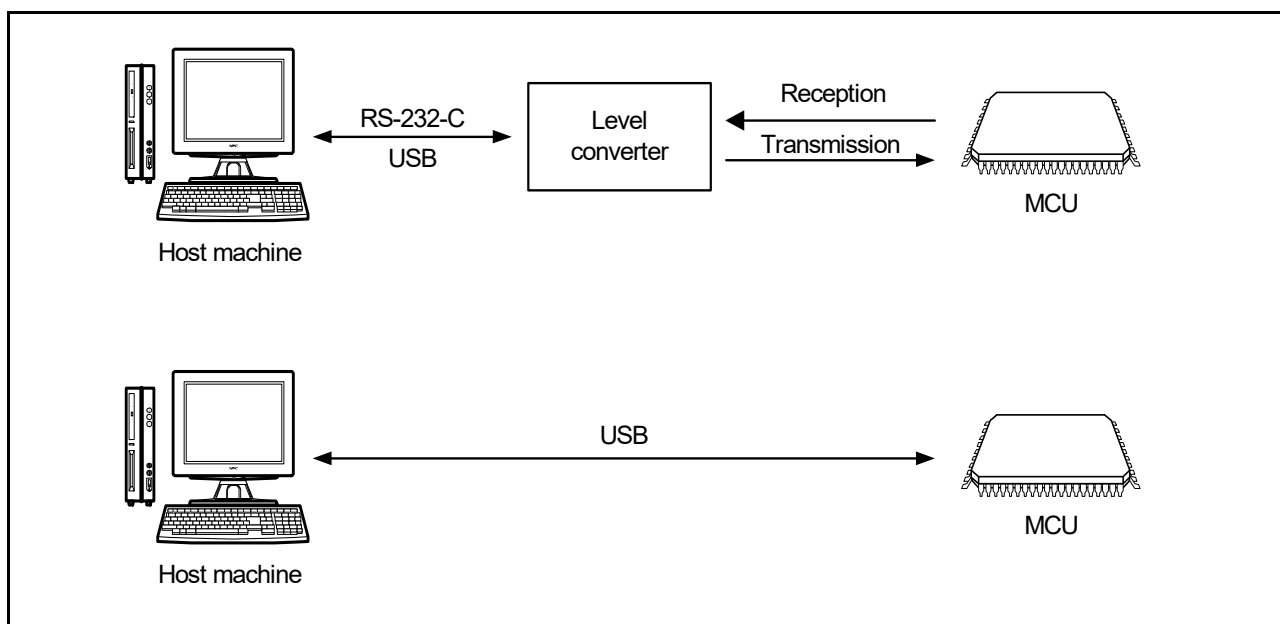 RS-232-C
USB
Level
converter
Reception
Transmission
MCU
Host machine
USB
MCU
Host machine